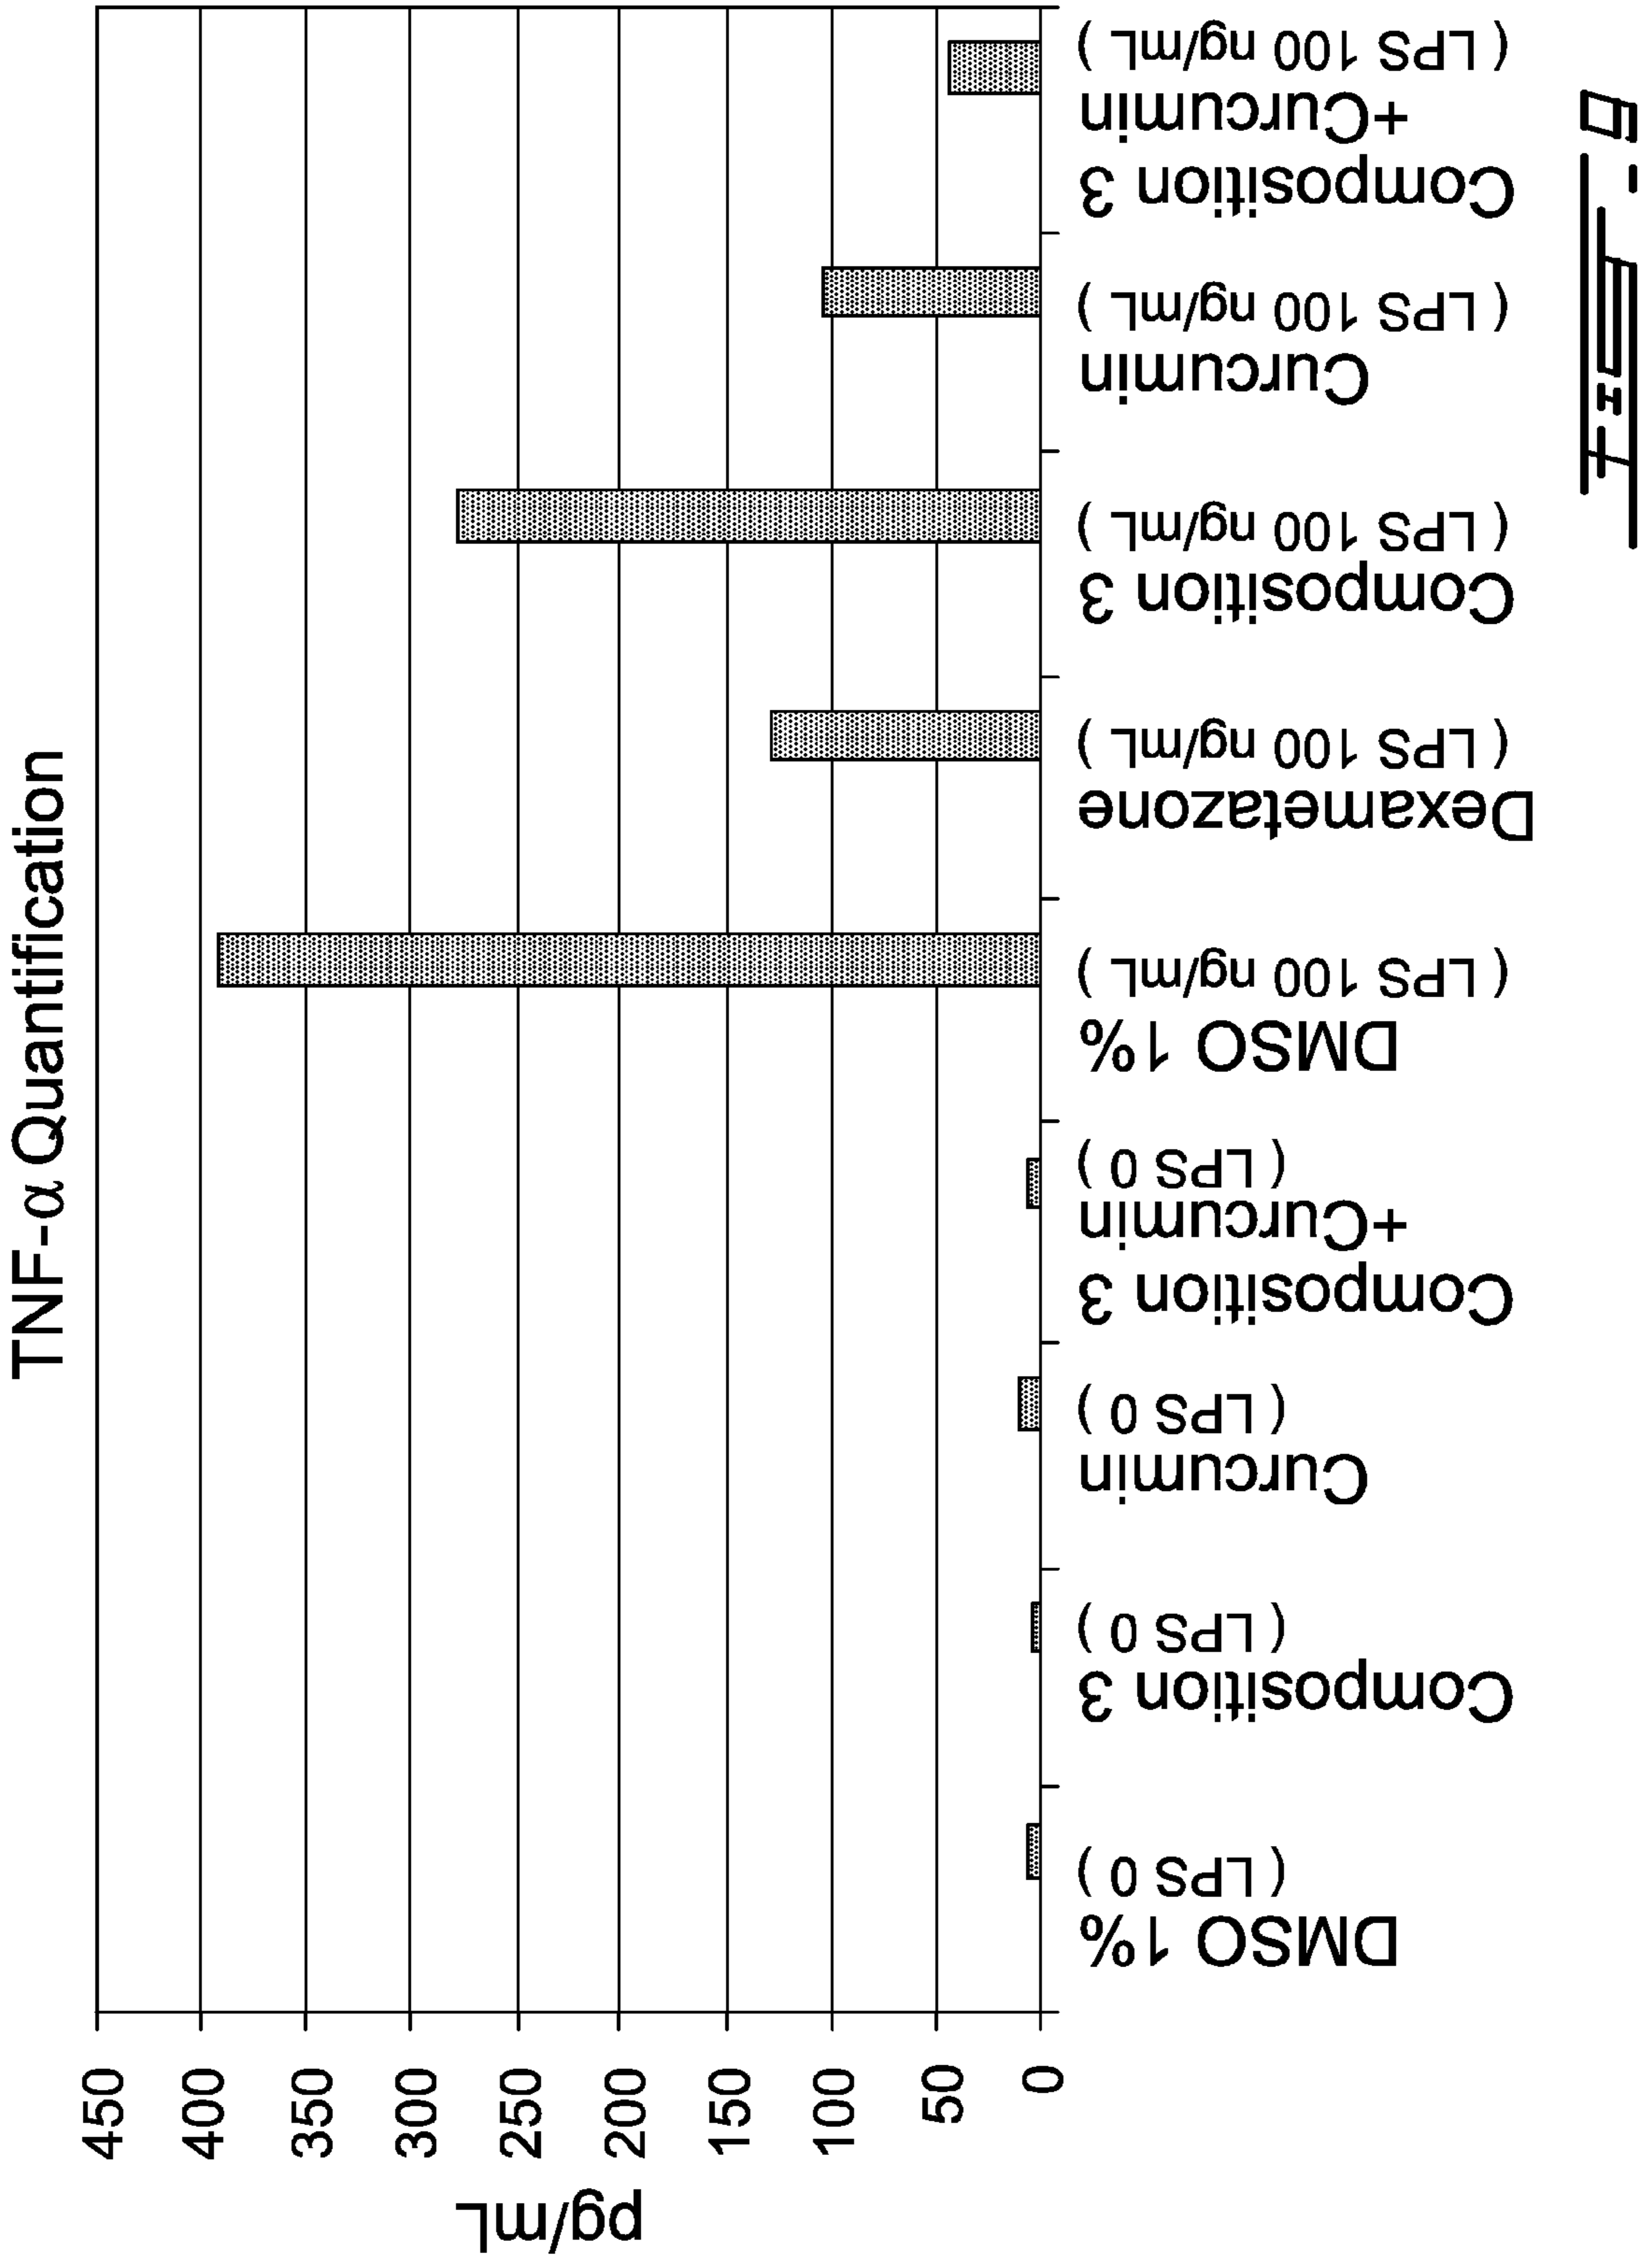 TNF-α Quantification
pg/mL
450
400
350
300
250
200
150
100
50
0
DMSO 1%
( LPS 0 )
Composition 3
( LPS 0 )
Curcumin
( LPS 0 )
Composition 3
+Curcumin
( LPS 0 )
DMSO 1%
( LPS 100 ng/mL )
Dexametazone
( LPS 100 ng/mL )
Composition 3
( LPS 100 ng/mL )
Curcumin
( LPS 100 ng/mL )
Composition 3
+Curcumin
( LPS 100 ng/mL )
Fig. 9